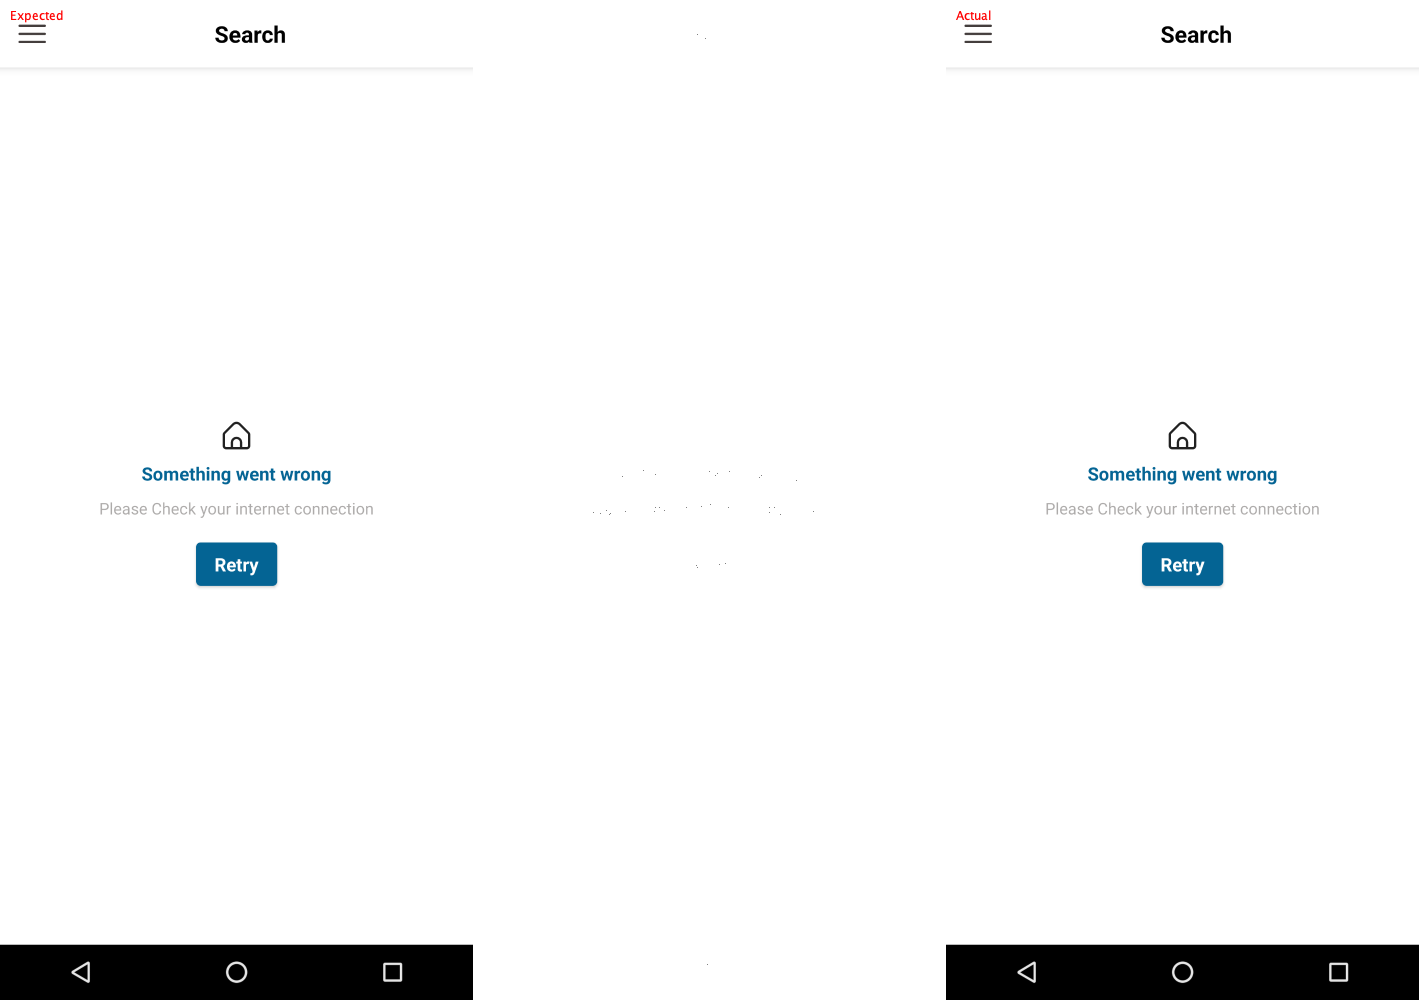 Expected
Search
Something went wrong
Please Check your internet connection
Retry
Actual
Search
Something went wrong
Please Check your internet connection
Retry